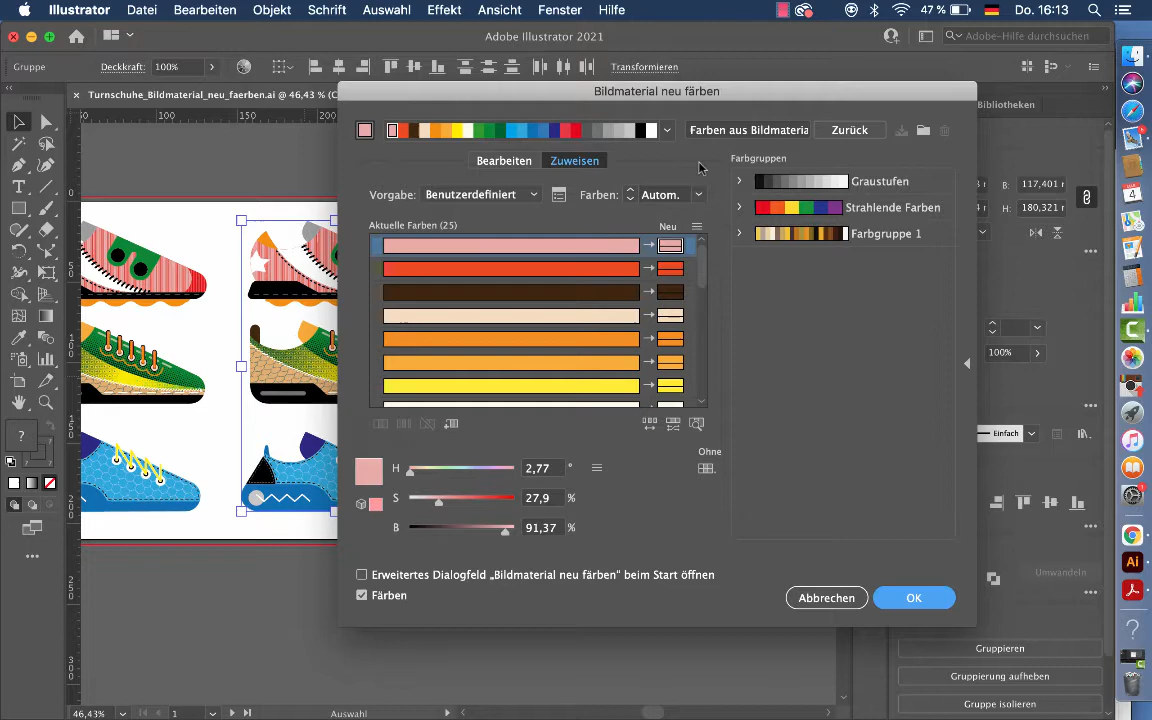 Illustrator Datei Bearbeiten Objekt Schrift Auswahl Effekt Ansicht Fenster Hilfe 47 % Do. 16:13
Adobe Illustrator 2021
Adobe-Hilfe durchsuchen
Gruppe Deckkraft: 100% Transformieren
Turnschuhe_Bildmaterial_neu_faerben.ai @ 46,43 % (C
Bildmaterial neu färben
Bibliotheken
50 100 150 200
Farben aus Bildmateria Zurück
Bearbeiten Zuweisen
Farbgruppen
Graustufen
Strahlende Farben
Farbgruppe 1
Vorgabe: Benutzerdefiniert Farben: Autom.
Aktuelle Farben (25) Neu
B: 117,401
H: 180,321
100%
Einfach
Ohne
H 2,77 °
S 27,9 %
B 91,37 %
Erweitertes Dialogfeld „Bildmaterial neu färben“ beim Start öffnen
Färben
Abbrechen OK
Umwandeln
Gruppieren
Gruppierung aufheben
Gruppe isolieren
46,43% 1 Auswahl